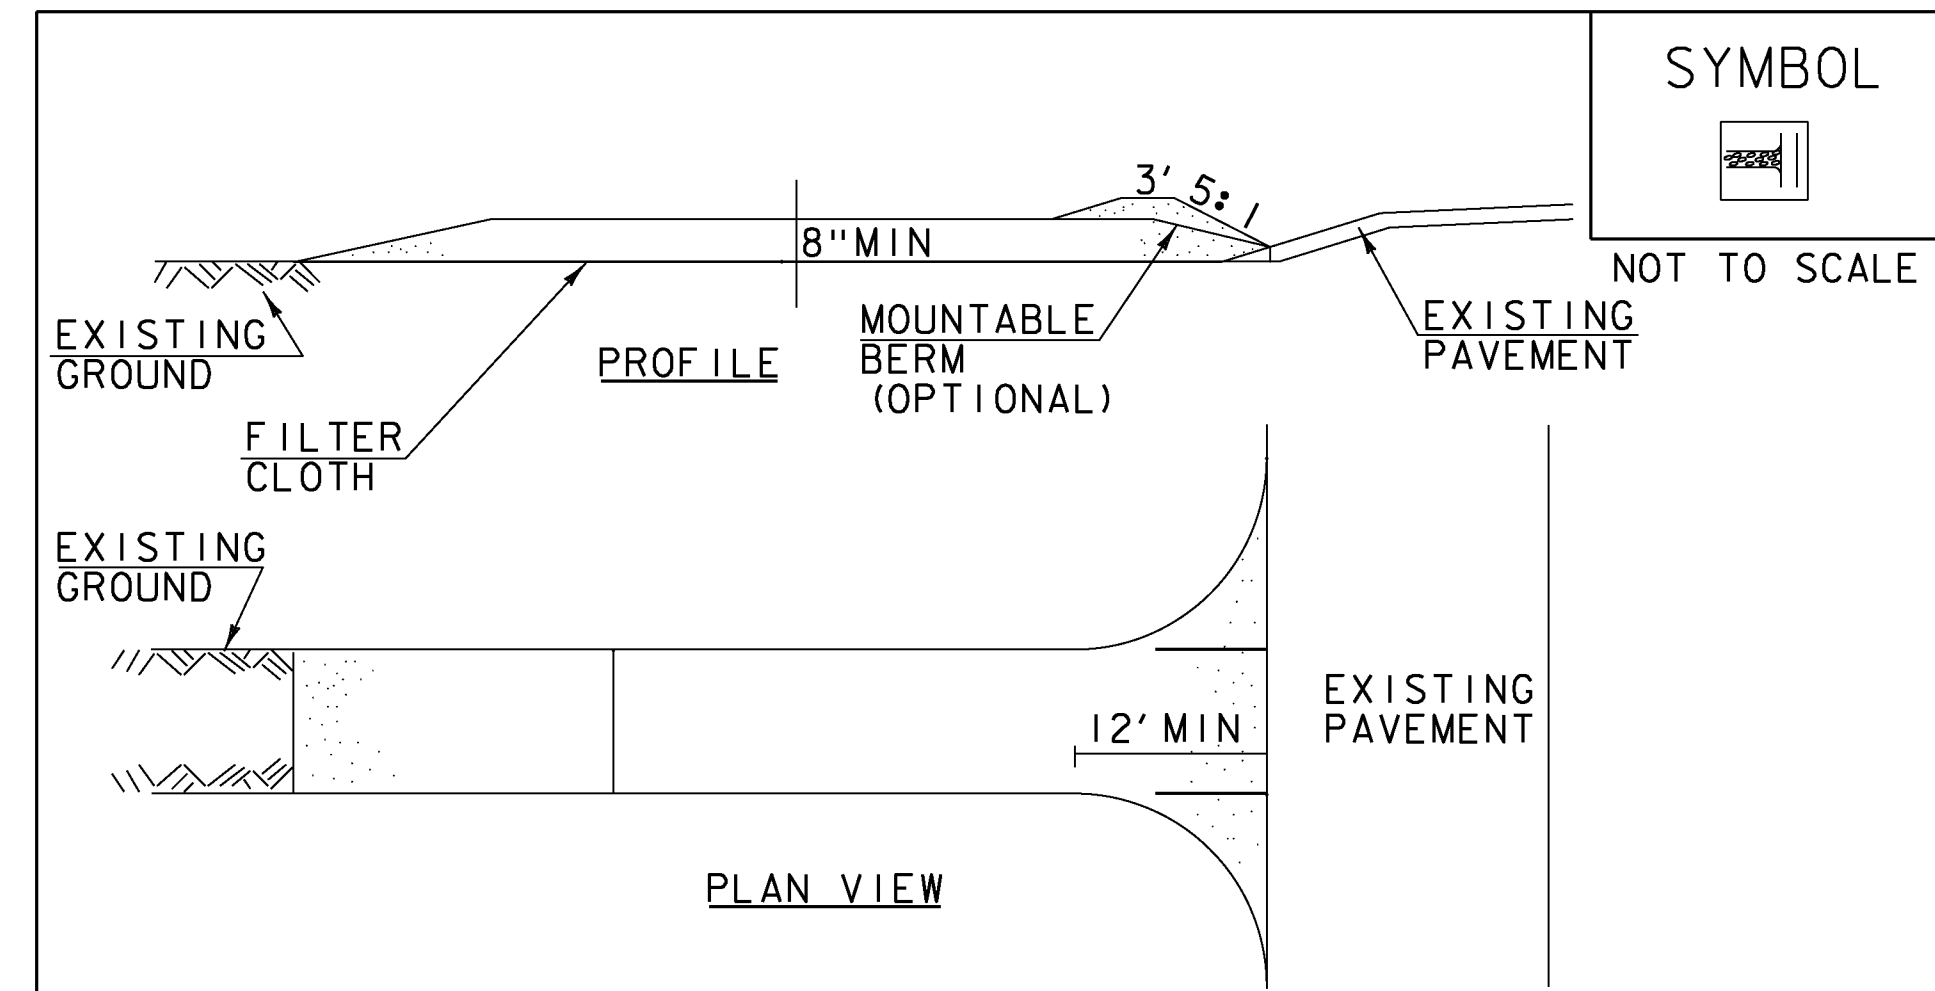 SYMBOL
NOT TO SCALE
3' 5:1
8" MIN
EXISTING
GROUND
PROFILE
MOUNTABLE
BERM
(OPTIONAL)
EXISTING
PAVEMENT
FILTER
CLOTH
EXISTING
GROUND
12' MIN
EXISTING
PAVEMENT
PLAN VIEW